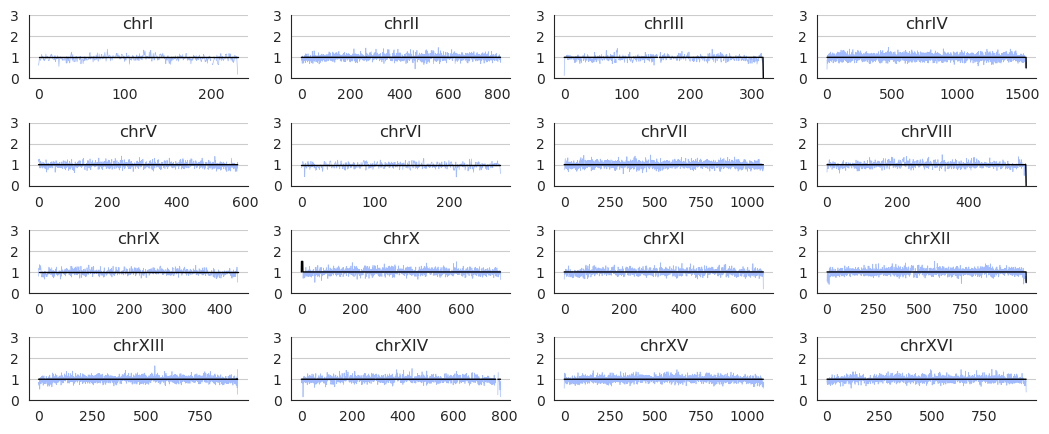 chrI chrII chrIII chrIV
3 3 3 3
2 2 2 2
1 1 1 1
0 0 0 0
0 100 200 0 200 400 600 800 0 100 200 300 0 500 1000 1500
chrV chrVI chrVII chrVIII
3 3 3 3
2 2 2 2
1 1 1 1
0 0 0 0
0 200 400 600 0 100 200 0 250 500 750 1000 0 200 400
chrIX chrX chrXI chrXII
3 3 3 3
2 2 2 2
1 1 1 1
0 0 0 0
0 100 200 300 400 0 200 400 600 0 200 400 600 0 250 500 750 1000
chrXIII chrXIV chrXV chrXVI
3 3 3 3
2 2 2 2
1 1 1 1
0 0 0 0
0 250 500 750 0 200 400 600 800 0 250 500 750 1000 0 250 500 750